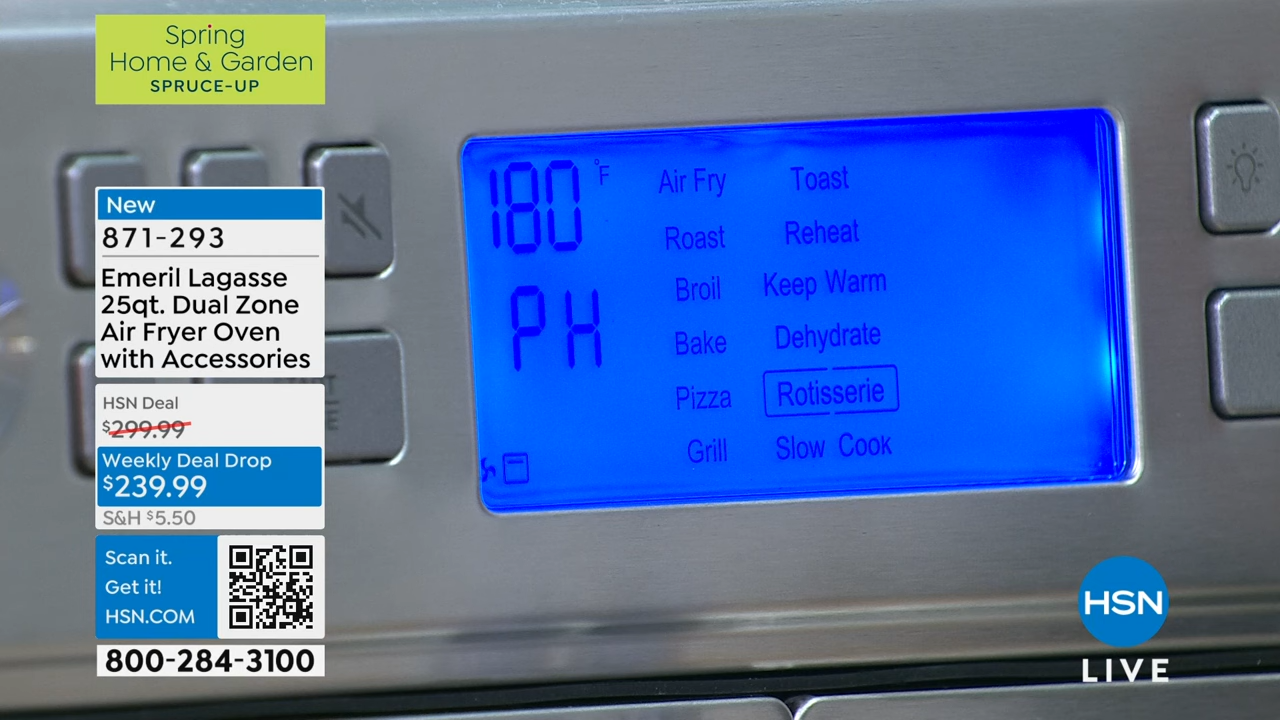 Spring
Home & Garden
SPRUCE-UP
New
871-293
Emeril Lagasse
25qt. Dual Zone
Air Fryer Oven
with Accessories
HSN Deal
$299.99
Weekly Deal Drop
$239.99
S&H $5.50
Scan it.
Get it!
HSN.COM
800-284-3100
180 °F
PH
Air Fry Toast
Roast Reheat
Broil Keep Warm
Bake Dehydrate
Pizza Rotisserie
Grill Slow Cook
HSN
LIVE